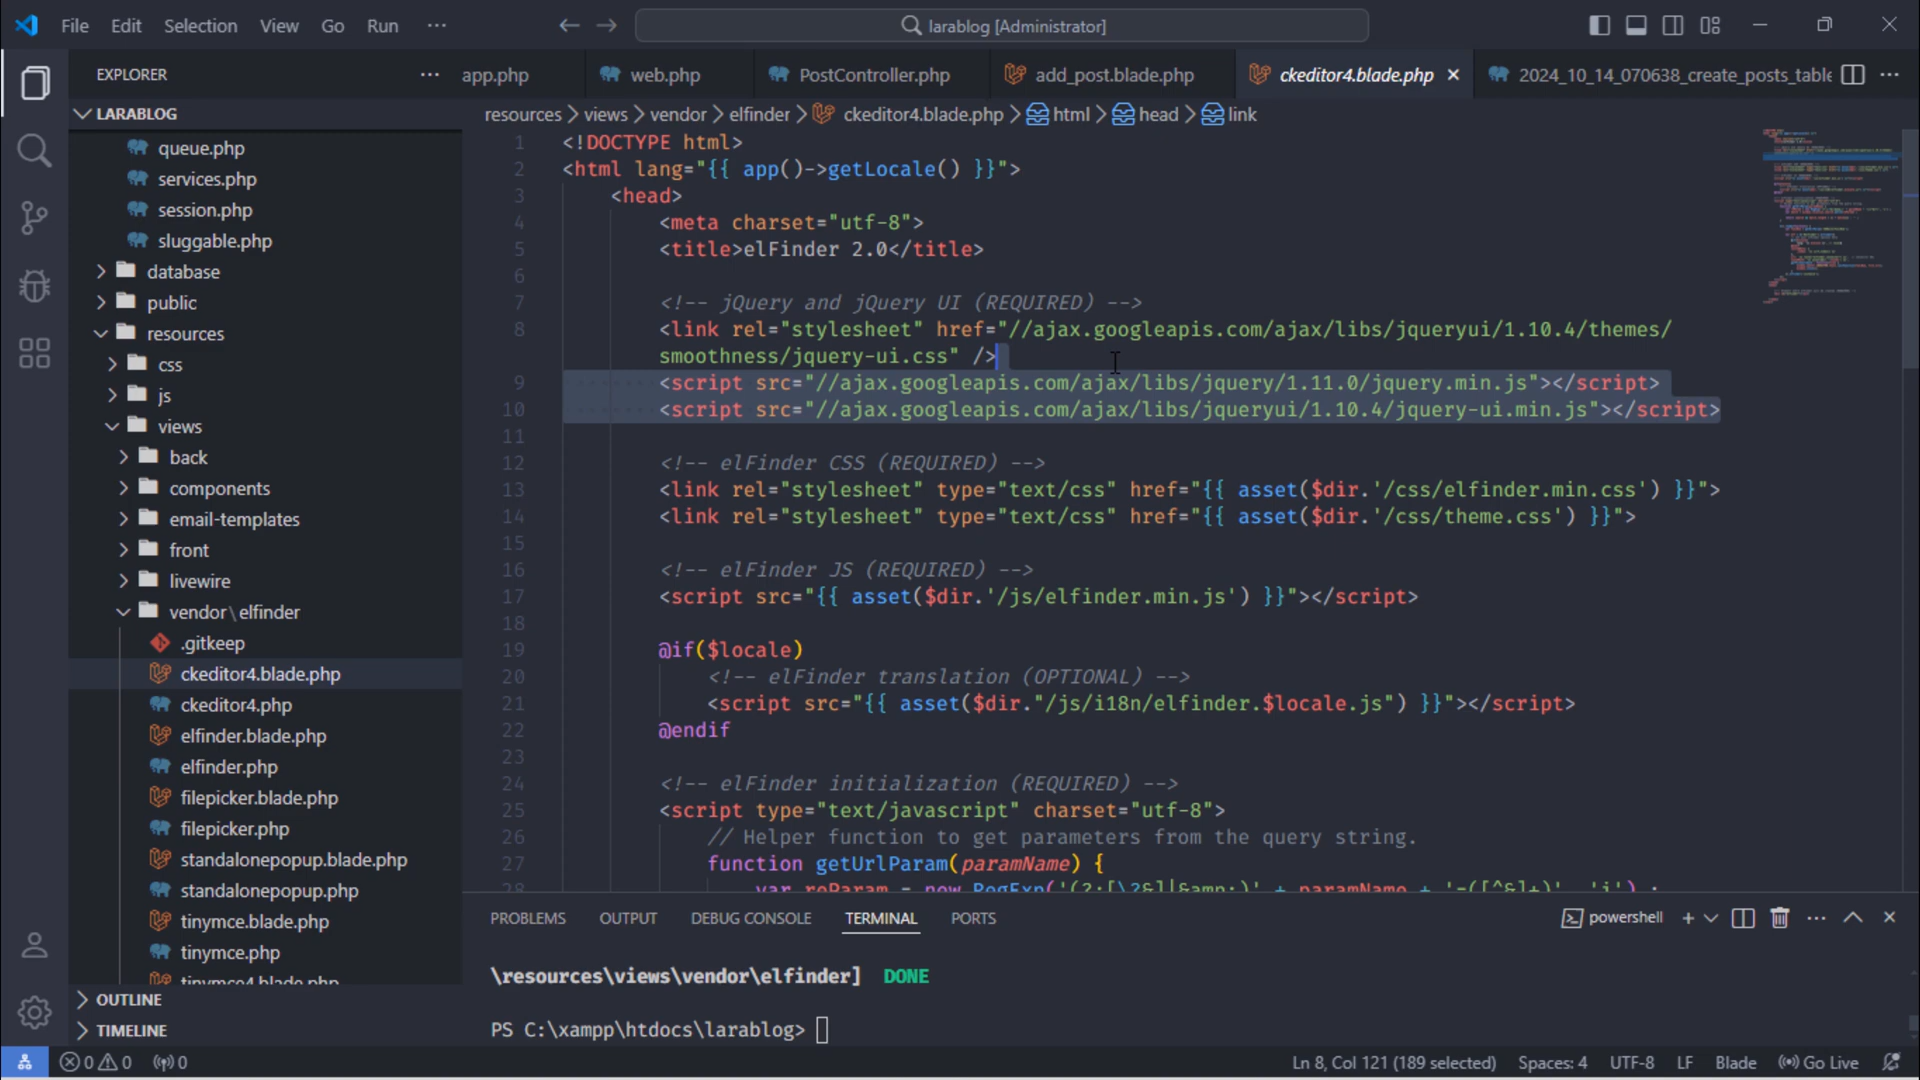 File Edit Selection View Go Run ···
larablog [Administrator]
EXPLORER ···
app.php
web.php
PostController.php
add_post.blade.php
ckeditor4.blade.php
2024_10_14_070638_create_posts_table
LARABLOG
resources > views > vendor > elfinder > ckeditor4.blade.php > html > head > link
queue.php
services.php
session.php
sluggable.php
database
public
resources
css
js
views
back
components
email-templates
front
livewire
vendor\elfinder
.gitkeep
ckeditor4.blade.php
ckeditor4.php
elfinder.blade.php
elfinder.php
filepicker.blade.php
filepicker.php
standalonepopup.blade.php
standalonepopup.php
tinymce.blade.php
tinymce.php
tinymce4.blade.php
OUTLINE
TIMELINE
1 <!DOCTYPE html>
2 <html lang="{{ app()->getLocale() }}">
3 <head>
4 <meta charset="utf-8">
5 <title>elFinder 2.0</title>
6
7 <!-- jQuery and jQuery UI (REQUIRED) -->
8 <link rel="stylesheet" href="//ajax.googleapis.com/ajax/libs/jqueryui/1.10.4/themes/
smoothness/jquery-ui.css" />
9 <script src="//ajax.googleapis.com/ajax/libs/jquery/1.11.0/jquery.min.js"></script>
10 <script src="//ajax.googleapis.com/ajax/libs/jqueryui/1.10.4/jquery-ui.min.js"></script>
11
12 <!-- elFinder CSS (REQUIRED) -->
13 <link rel="stylesheet" type="text/css" href="{{ asset($dir.'/css/elfinder.min.css') }}">
14 <link rel="stylesheet" type="text/css" href="{{ asset($dir.'/css/theme.css') }}">
15
16 <!-- elFinder JS (REQUIRED) -->
17 <script src="{{ asset($dir.'/js/elfinder.min.js') }}"></script>
18
19 @if($locale)
20 <!-- elFinder translation (OPTIONAL) -->
21 <script src="{{ asset($dir."/js/i18n/elfinder.$locale.js") }}"></script>
22 @endif
23
24 <!-- elFinder initialization (REQUIRED) -->
25 <script type="text/javascript" charset="utf-8">
26 // Helper function to get parameters from the query string.
27 function getUrlParam(paramName) {
28 var reParam = new RegExp('(?:[\?&]|&amp;)' + paramName + '=([^&]+)', 'i') ;
PROBLEMS OUTPUT DEBUG CONSOLE TERMINAL PORTS
powershell
\resources\views\vendor\elfinder] DONE
PS C:\xampp\htdocs\larablog>
0 0 0
Ln 8, Col 121 (189 selected) Spaces: 4 UTF-8 LF Blade Go Live